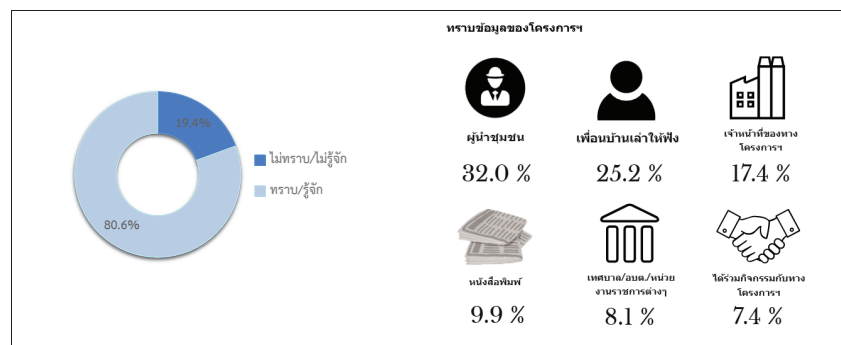 ทราบข้อมูลของโครงการฯ
19.4%
80.6%
ไม่ทราบ/ไม่รู้จัก
ทราบ/รู้จัก
ผู้นำชุมชน
32.0 %
เพื่อนบ้านเล่าให้ฟัง
25.2 %
เจ้าหน้าที่ของทาง
โครงการฯ
17.4 %
หนังสือพิมพ์
9.9 %
เทศบาล/อบต./หน่วย
งานราชการต่างๆ
8.1 %
ได้ร่วมกิจกรรมกับทาง
โครงการฯ
7.4 %